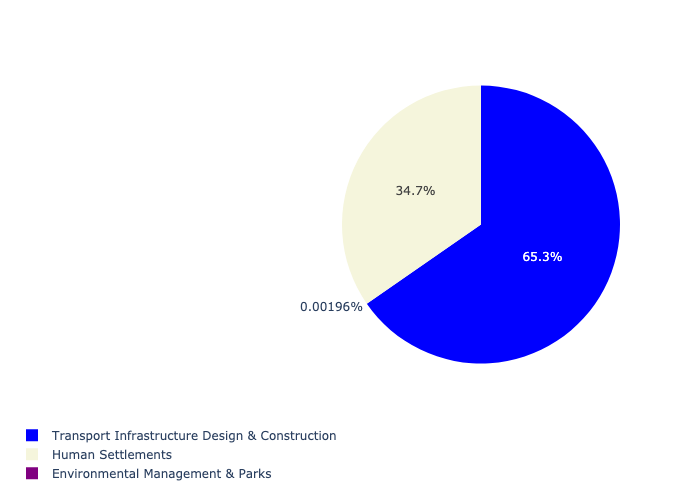 34.7%
65.3%
0.00196%
Transport Infrastructure Design & Construction
Human Settlements
Environmental Management & Parks